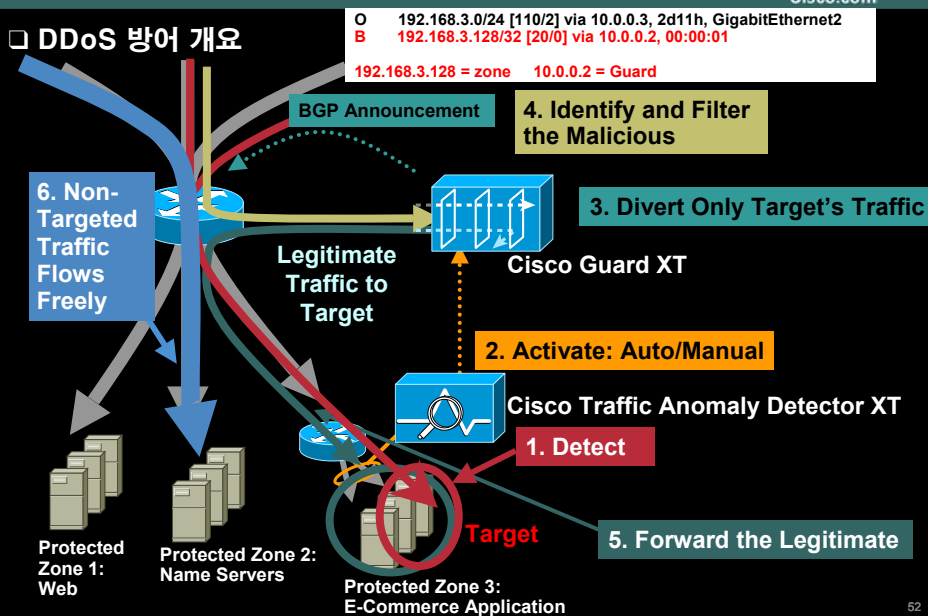 Cisco.com
❑ DDoS 방어 개요
O 192.168.3.0/24 [110/2] via 10.0.0.3, 2d11h, GigabitEthernet2
B 192.168.3.128/32 [20/0] via 10.0.0.2, 00:00:01
192.168.3.128 = zone 10.0.0.2 = Guard
BGP Announcement
4. Identify and Filter
the Malicious
6. Non-
Targeted
Traffic
Flows
Freely
3. Divert Only Target's Traffic
Legitimate
Traffic to
Target
Cisco Guard XT
2. Activate: Auto/Manual
Cisco Traffic Anomaly Detector XT
1. Detect
Target
5. Forward the Legitimate
Protected
Zone 1:
Web
Protected Zone 2:
Name Servers
Protected Zone 3:
E-Commerce Application
52